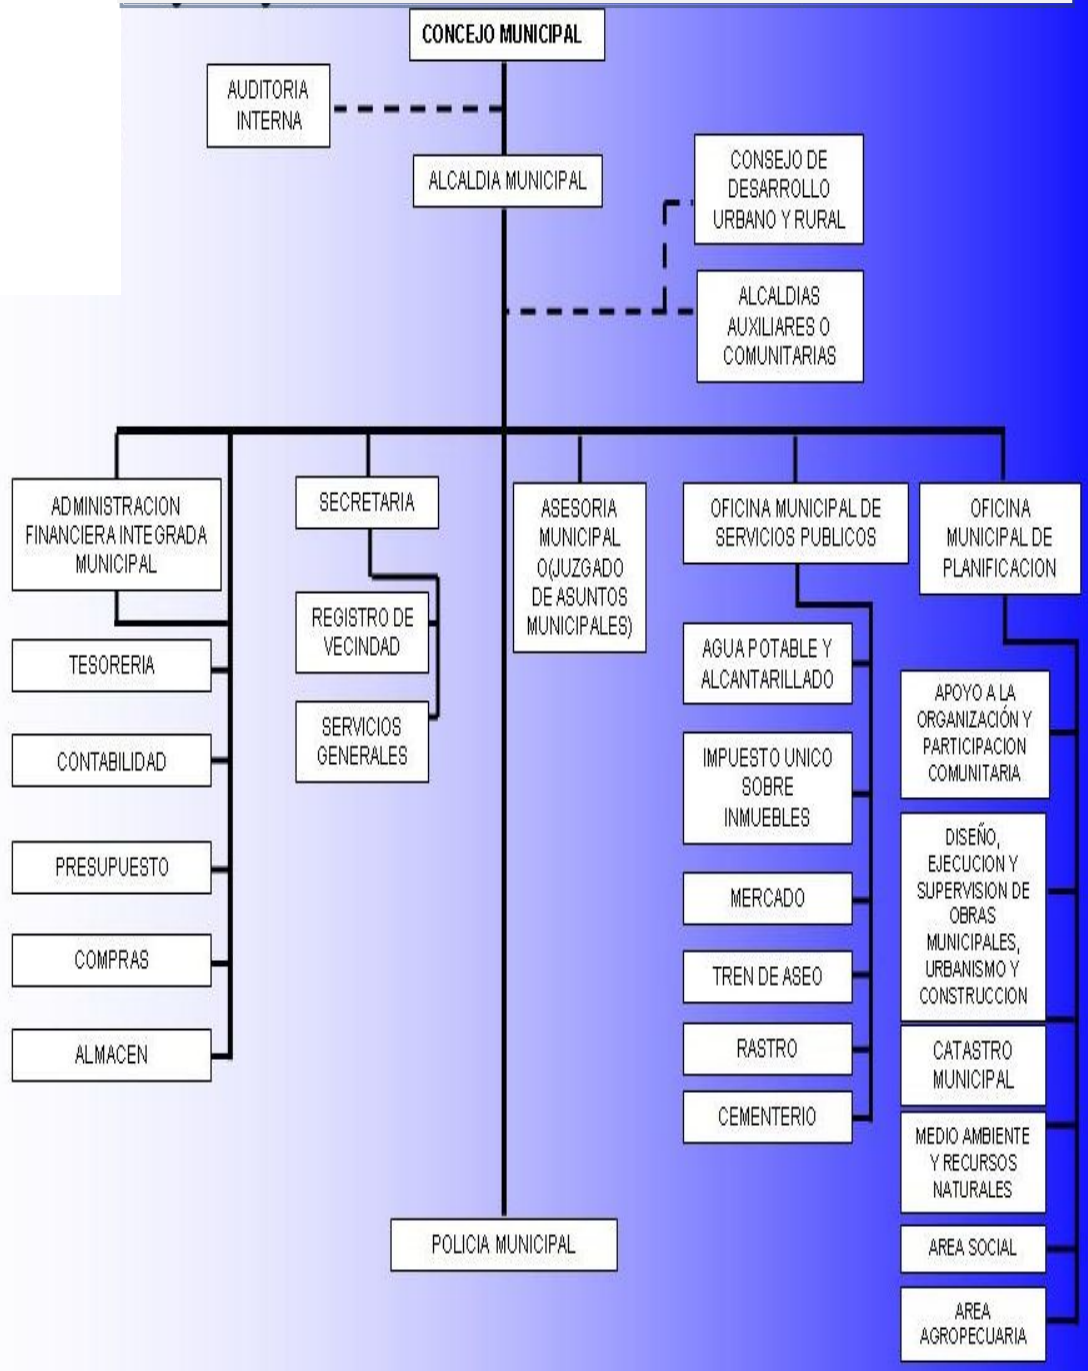 CONCEJO MUNICIPAL
AUDITORIA
INTERNA
ALCALDIA MUNICIPAL
CONSEJO DE
DESARROLLO
URBANO Y RURAL
ALCALDIAS
AUXILIARES O
COMUNITARIAS
ADMINISTRACION
FINANCIERA INTEGRADA
MUNICIPAL
TESORERIA
CONTABILIDAD
PRESUPUESTO
COMPRAS
ALMACEN
SECRETARIA
REGISTRO DE
VECINDAD
SERVICIOS
GENERALES
ASESORIA
MUNICIPAL
O(JUZGADO
DE ASUNTOS
MUNICIPALES)
OFICINA MUNICIPAL DE
SERVICIOS PUBLICOS
AGUA POTABLE Y
ALCANTARILLADO
IMPUESTO UNICO
SOBRE
INMUEBLES
MERCADO
TREN DE ASEO
RASTRO
CEMENTERIO
OFICINA
MUNICIPAL DE
PLANIFICACION
APOYO A LA
ORGANIZACIÓN Y
PARTICIPACION
COMUNITARIA
DISEÑO,
EJECUCION Y
SUPERVISION DE
OBRAS
MUNICIPALES,
URBANISMO Y
CONSTRUCCION
CATASTRO
MUNICIPAL
MEDIO AMBIENTE
Y RECURSOS
NATURALES
AREA SOCIAL
AREA
AGROPECUARIA
POLICIA MUNICIPAL